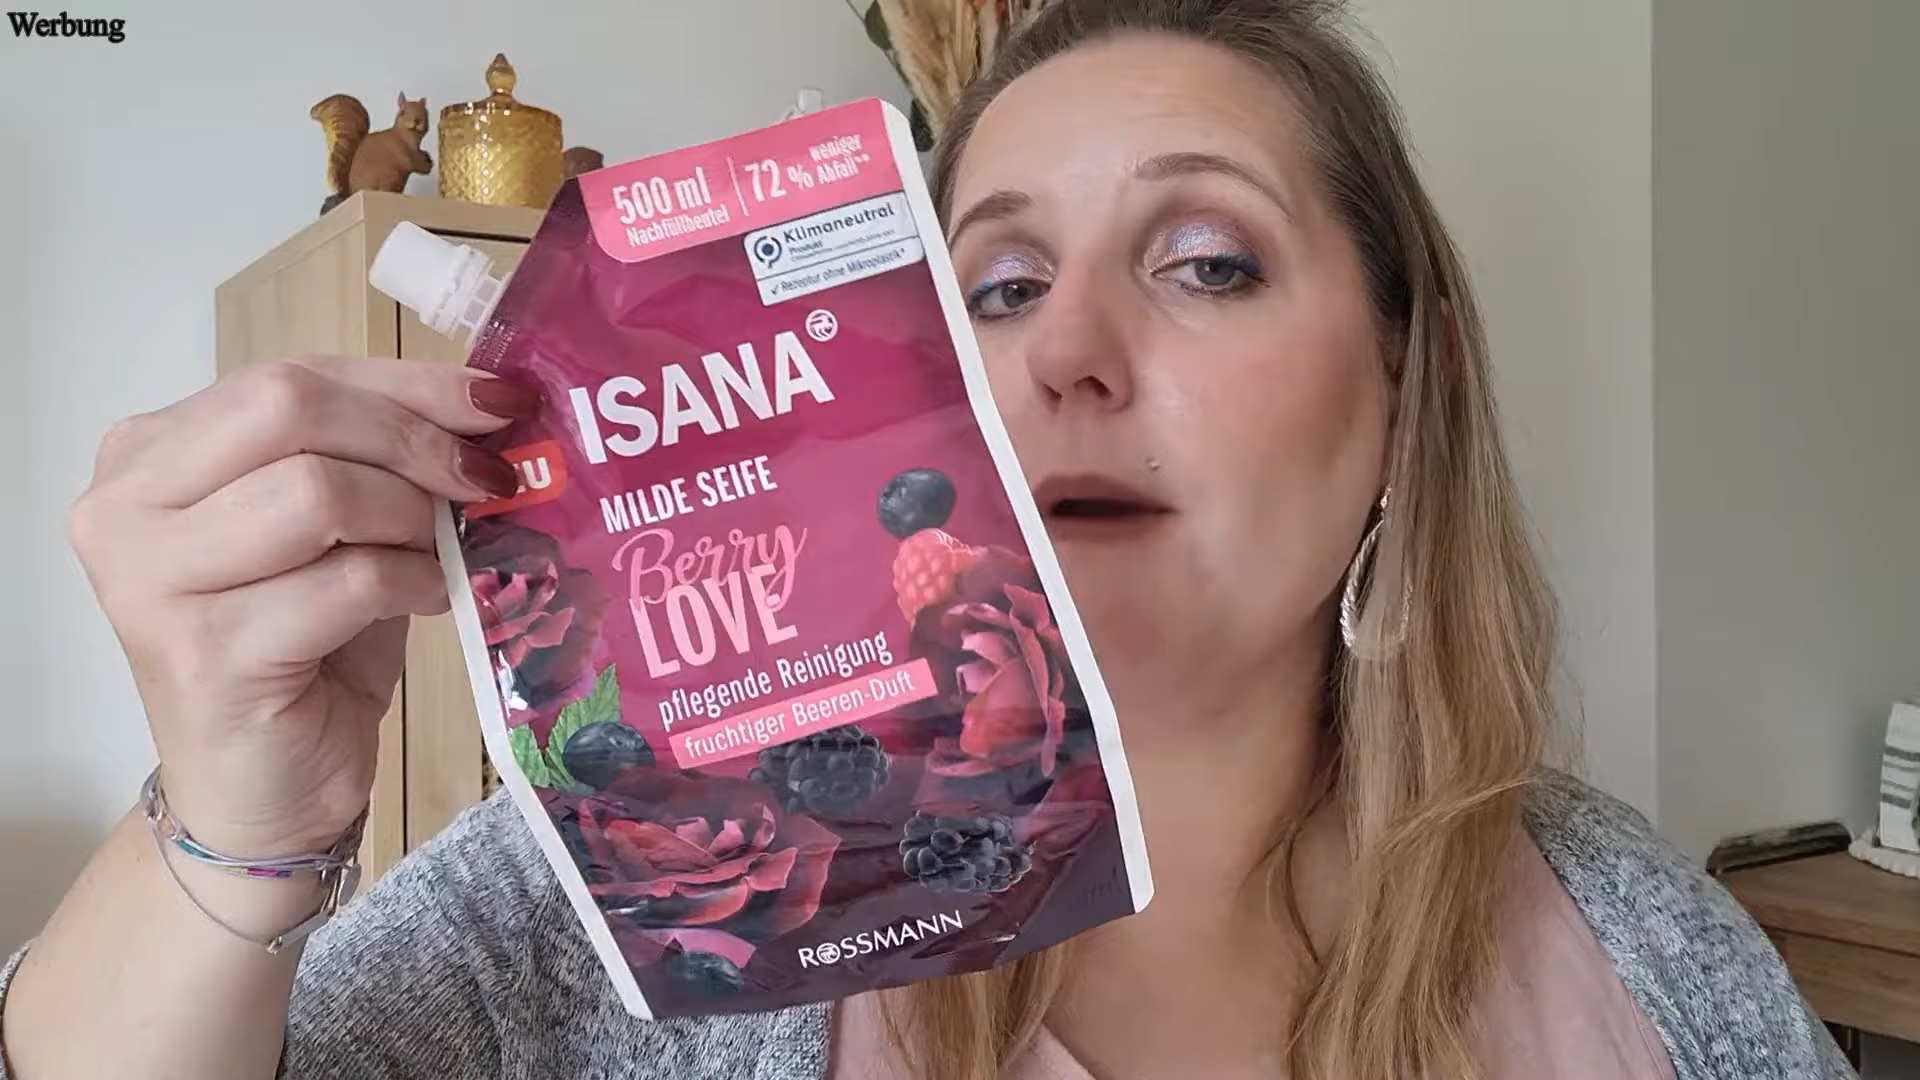 Werbung
500 ml
Nachfüllbeutel
72 % weniger
Abfall**
Klimaneutral
Produkt
✓ Rezeptur ohne Mikroplastik*
ISANA
MILDE SEIFE
Berry
LOVE
pflegende Reinigung
fruchtiger Beeren-Duft
ROSSMANN